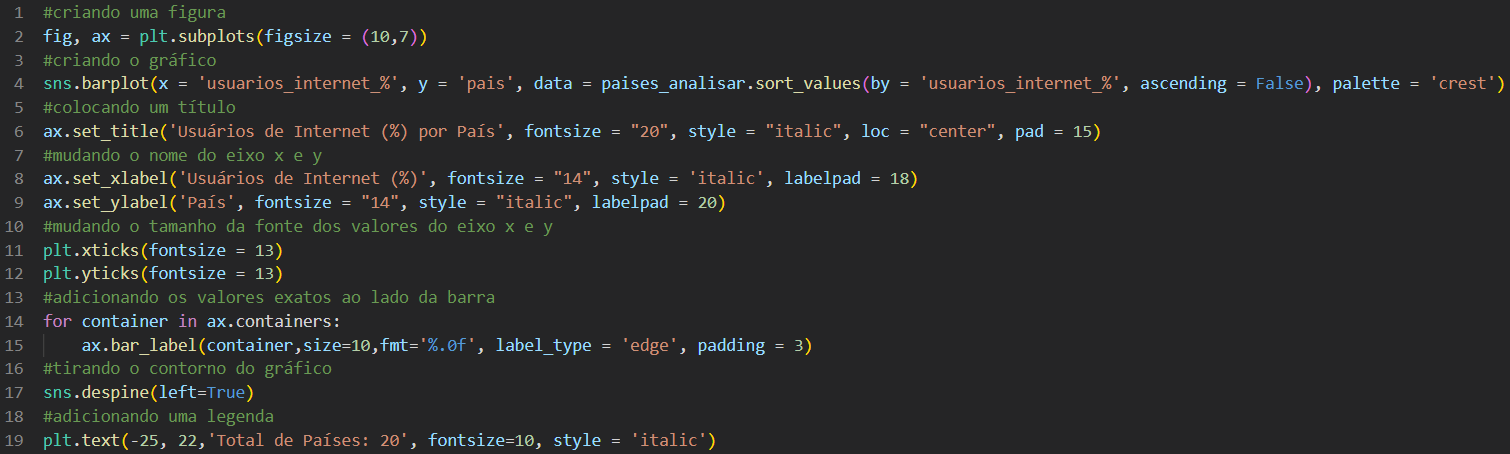 1 #criando uma figura
2 fig, ax = plt.subplots(figsize = (10,7))
3 #criando o gráfico
4 sns.barplot(x = 'usuarios_internet_%', y = 'pais', data = paises_analisar.sort_values(by = 'usuarios_internet_%', ascending = False), palette = 'crest')
5 #colocando um título
6 ax.set_title('Usuários de Internet (%) por País', fontsize = "20", style = "italic", loc = "center", pad = 15)
7 #mudando o nome do eixo x e y
8 ax.set_xlabel('Usuários de Internet (%)', fontsize = "14", style = 'italic', labelpad = 18)
9 ax.set_ylabel('País', fontsize = "14", style = "italic", labelpad = 20)
10 #mudando o tamanho da fonte dos valores do eixo x e y
11 plt.xticks(fontsize = 13)
12 plt.yticks(fontsize = 13)
13 #adicionando os valores exatos ao lado da barra
14 for container in ax.containers:
15     ax.bar_label(container,size=10,fmt='%.0f', label_type = 'edge', padding = 3)
16 #tirando o contorno do gráfico
17 sns.despine(left=True)
18 #adicionando uma legenda
19 plt.text(-25, 22,'Total de Países: 20', fontsize=10, style = 'italic')